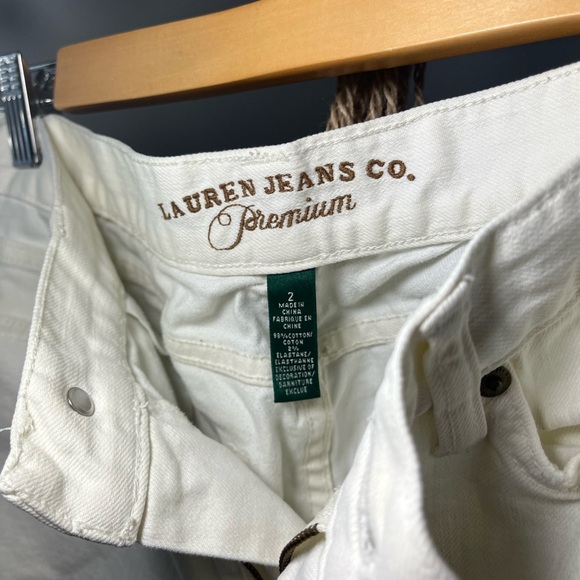 LAUREN JEANS CO.
Premium
2
MADE IN
CHINA
FABRIQUE EN
CHINE
98%COTTON/
COTON
2%
ELASTANE/
ELASTHANNE
EXCLUSIVE OF
DECORATION/
GARNITURE
EXCLUE